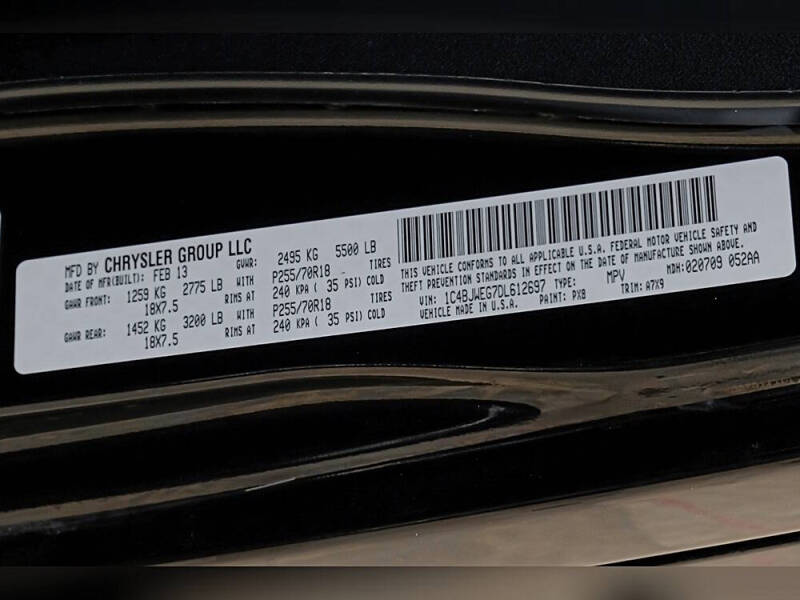 MFD BY CHRYSLER GROUP LLC
DATE OF MFR(BUILT): FEB 13 GVWR: 2495 KG 5500 LB
GAWR FRONT: 1259 KG 2775 LB WITH P255/70R18 TIRES
18X7.5 RIMS AT 240 KPA ( 35 PSI) COLD
GAWR REAR: 1452 KG 3200 LB WITH P255/70R18 TIRES
18X7.5 RIMS AT 240 KPA ( 35 PSI) COLD
THIS VEHICLE CONFORMS TO ALL APPLICABLE U.S.A. FEDERAL MOTOR VEHICLE SAFETY AND
THEFT PREVENTION STANDARDS IN EFFECT ON THE DATE OF MANUFACTURE SHOWN ABOVE.
VIN: 1C4BJWEG7DL612697 TYPE: MPV MDH: 020709 052AA
VEHICLE MADE IN U.S.A. PAINT: PX8 TRIM: A7X9